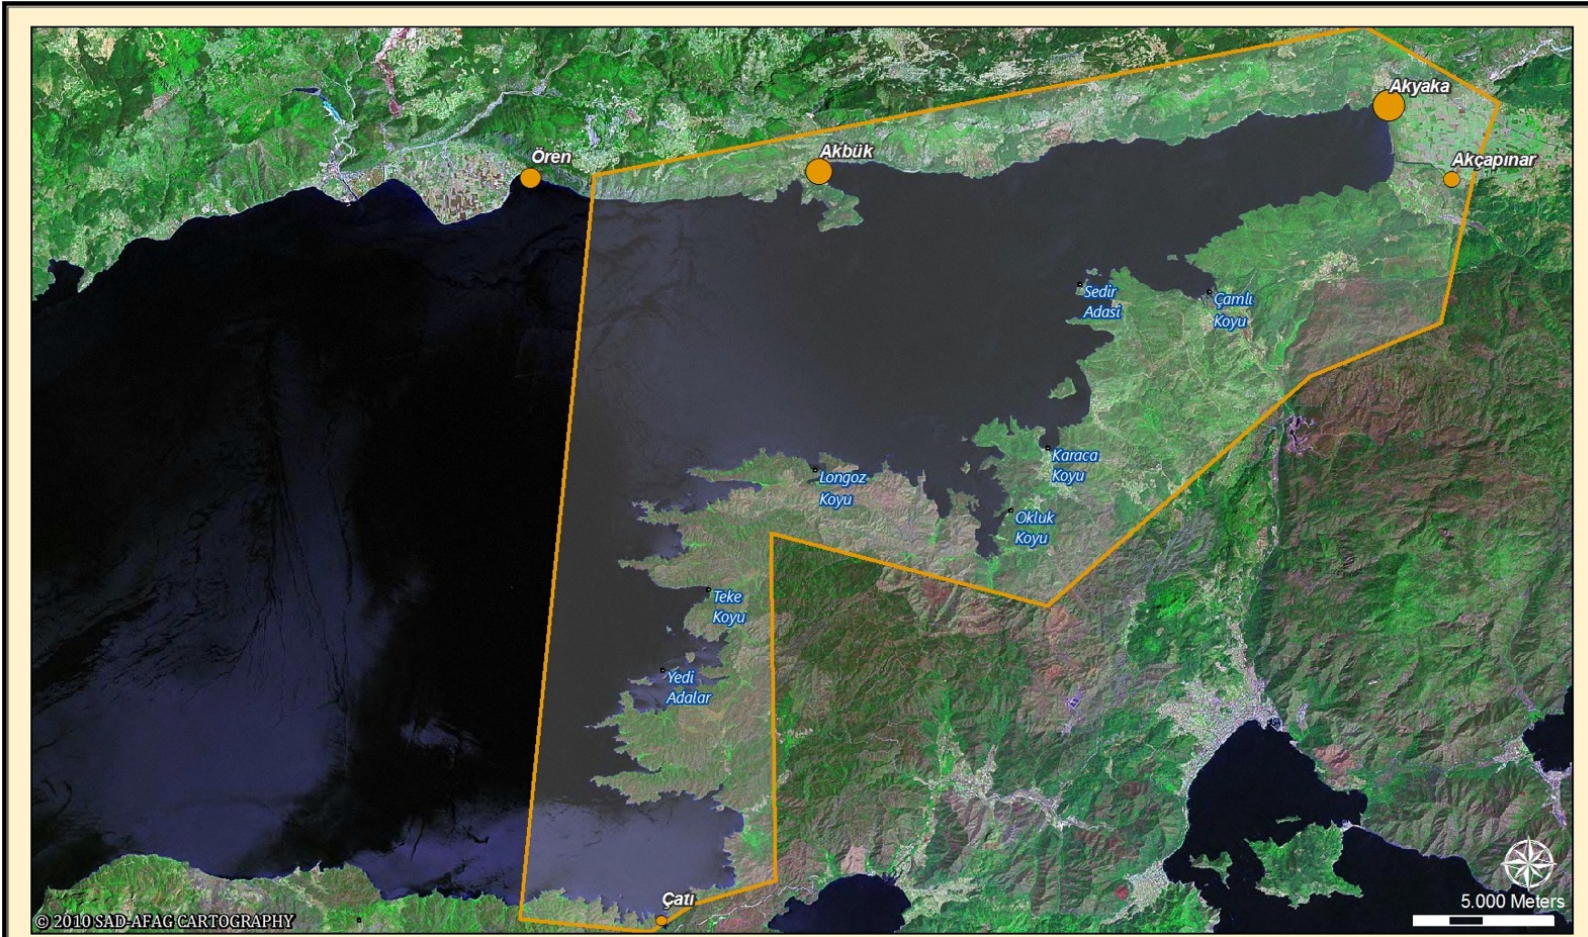 Akyaka
Ören
Akbük
Akçapınar
Sedir
Adası
Çamlı
Koyu
Karaca
Koyu
Longoz
Koyu
Okluk
Koyu
Teke
Koyu
Yedi
Adalar
Çatı
5.000 Meters
© 2010 SAD-AFAG CARTOGRAPHY